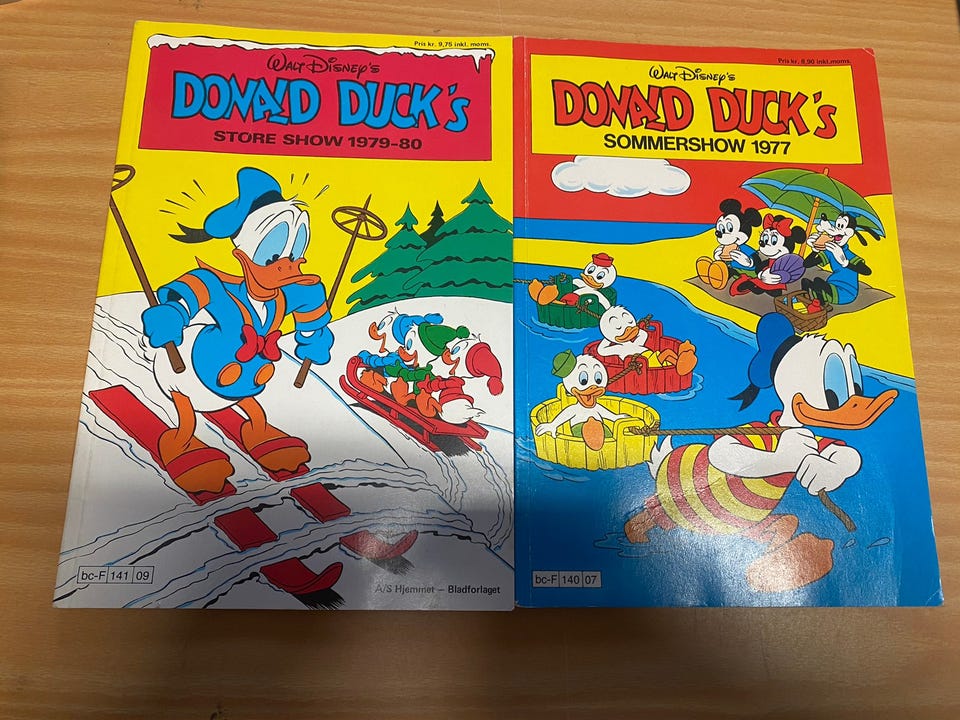 Pris kr. 9,75 inkl. moms.
Walt Disney's
DONALD DUCK's
STORE SHOW 1979-80
bc-F 141 09
A/S Hjemmet — Bladforlaget
Pris kr. 8,90 inkl.moms.
Walt Disney's
DONALD DUCK's
SOMMERSHOW 1977
bc-F 140 07